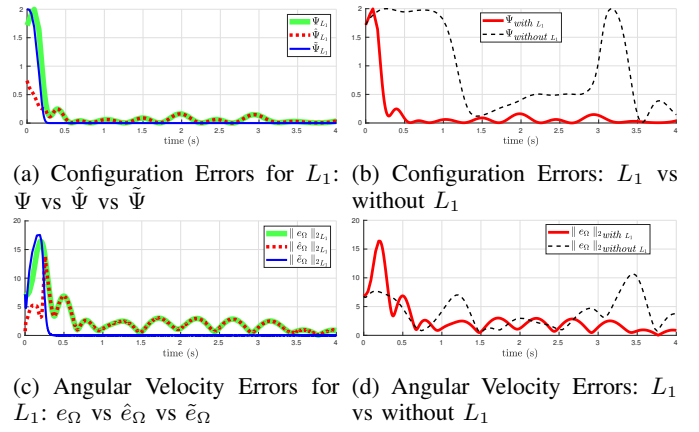 2
1.5
1
0.5
0
0 0.5 1 1.5 2 2.5 3 3.5 4
time (s)
Ψ_{L_1}
Ψ̂_{L_1}
Ψ̃_{L_1}
2
1.5
1
0.5
0
0 0.5 1 1.5 2 2.5 3 3.5 4
time (s)
Ψ_{with L_1}
Ψ_{without L_1}
(a) Configuration Errors for L_1:
Ψ vs Ψ̂ vs Ψ̃
(b) Configuration Errors: L_1 vs
without L_1
20
15
10
5
0
0 0.5 1 1.5 2 2.5 3 3.5 4
time (s)
‖ e_Ω ‖_{2_{L_1}}
‖ ê_Ω ‖_{2_{L_1}}
‖ ẽ_Ω ‖_{2_{L_1}}
20
15
10
5
0
0 0.5 1 1.5 2 2.5 3 3.5 4
time (s)
‖ e_Ω ‖_{2 with L_1}
‖ e_Ω ‖_{2 without L_1}
(c) Angular Velocity Errors for
L_1: e_Ω vs ê_Ω vs ẽ_Ω
(d) Angular Velocity Errors: L_1
vs without L_1